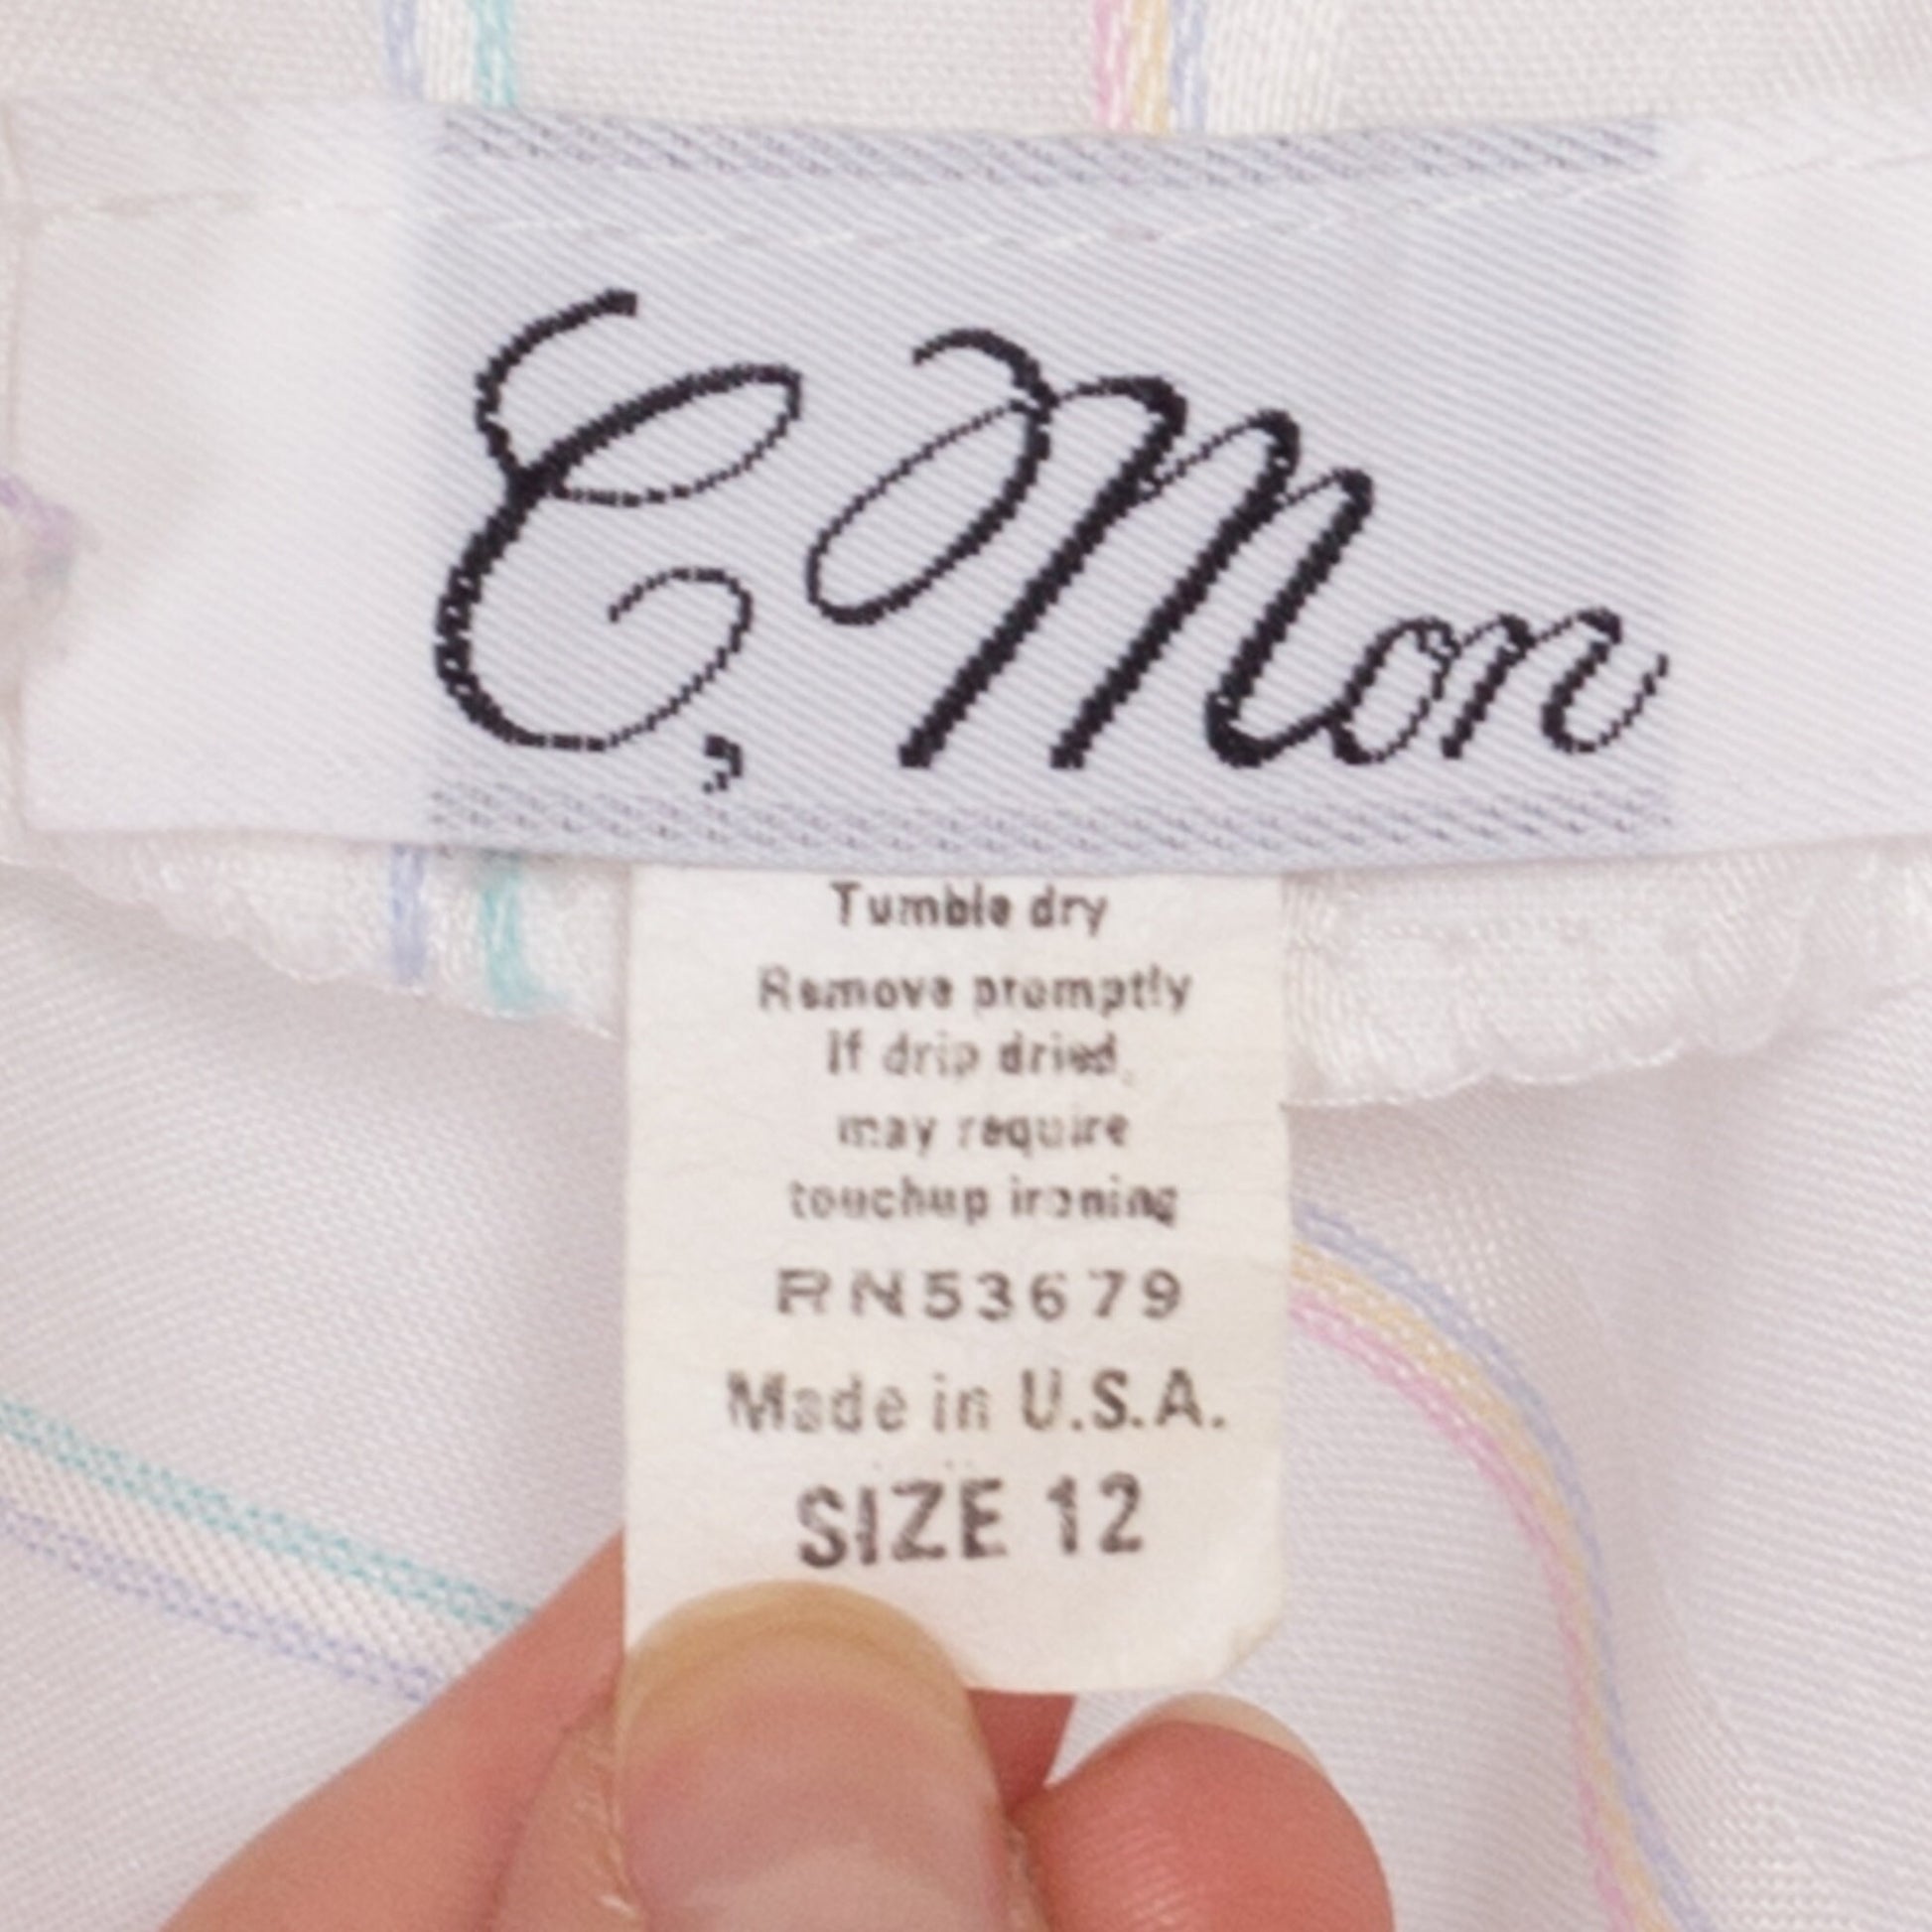 C, Mon
Tumble dry
Remove promptly
If drip dried,
may require
touchup ironing
RN53679
Made in U.S.A.
SIZE 12